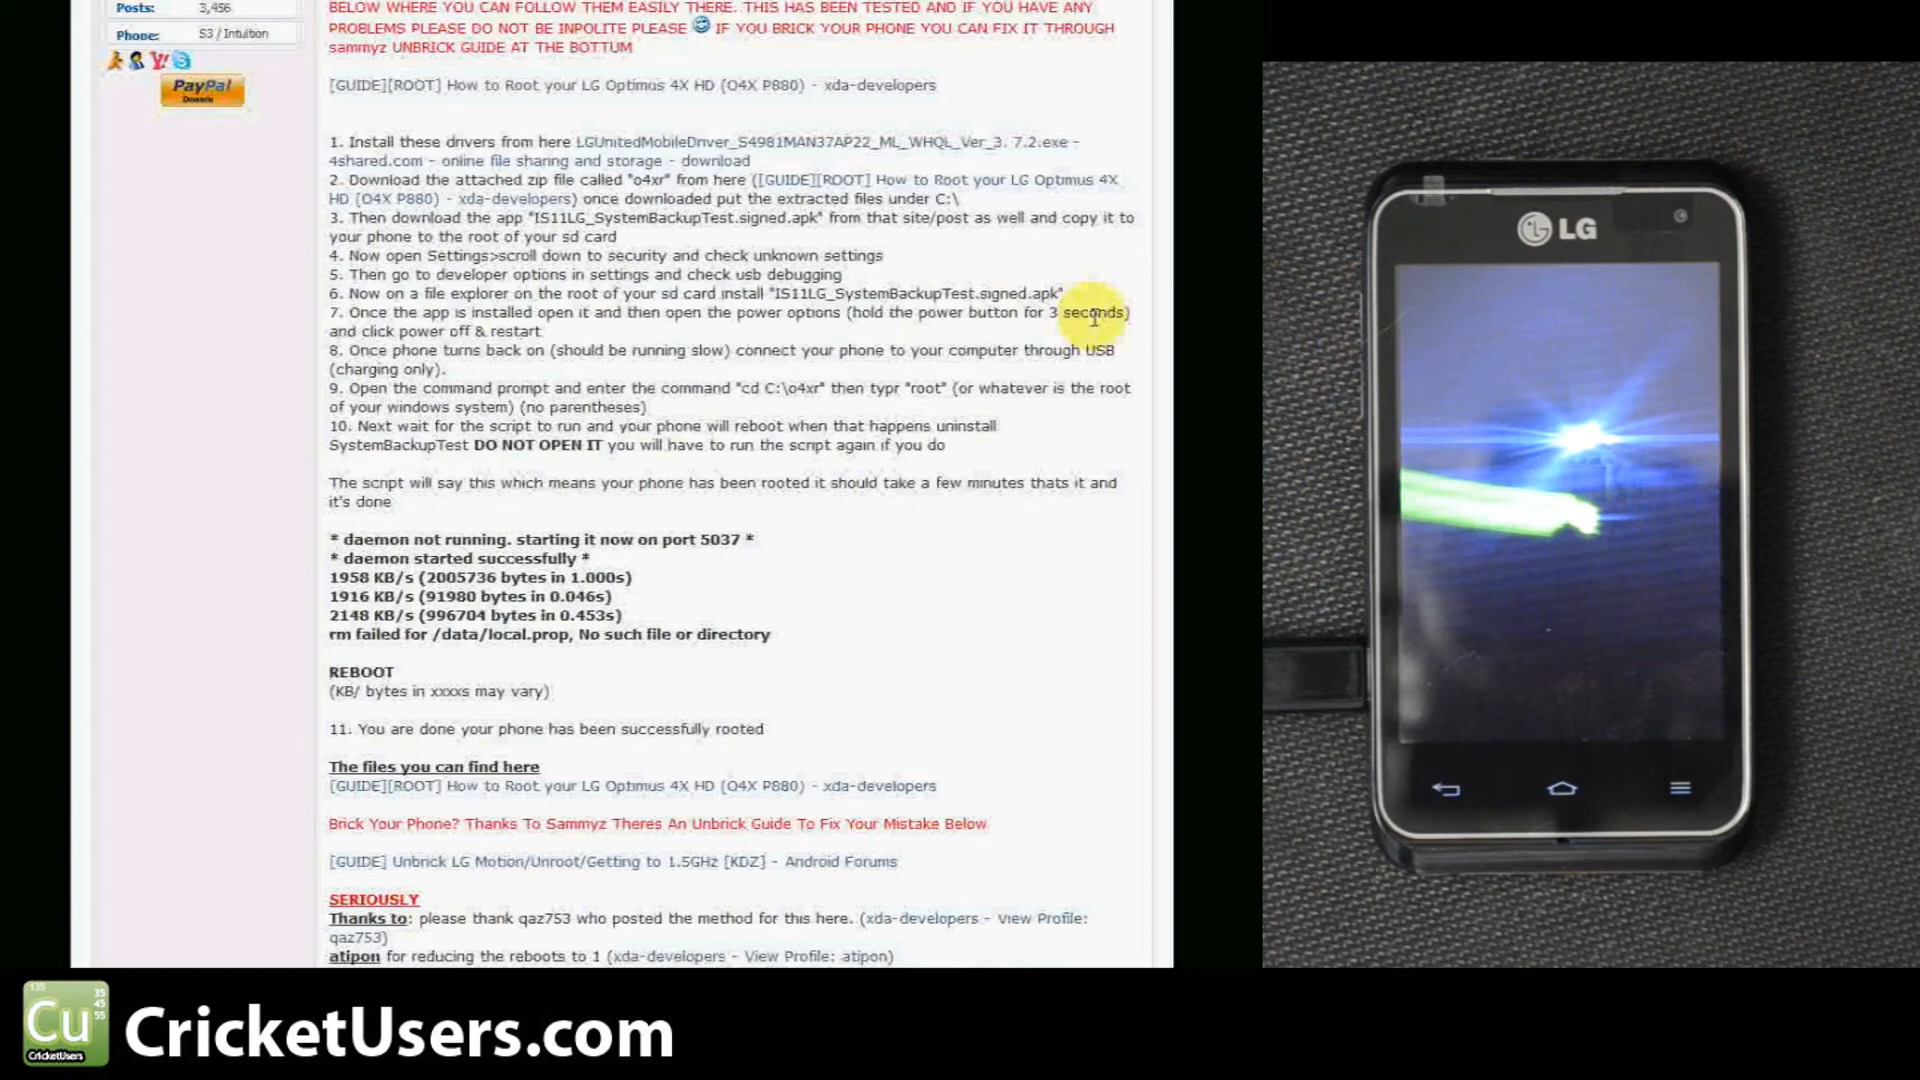 Posts: 3,456
Phone: S3 / Intuition
PayPal
Donate
BELOW WHERE YOU CAN FOLLOW THEM EASILY THERE. THIS HAS BEEN TESTED AND IF YOU HAVE ANY
PROBLEMS PLEASE DO NOT BE INPOLITE PLEASE IF YOU BRICK YOUR PHONE YOU CAN FIX IT THROUGH
sammyz UNBRICK GUIDE AT THE BOTTUM
[GUIDE][ROOT] How to Root your LG Optimus 4X HD (O4X P880) - xda-developers
1. Install these drivers from here LGUnitedMobileDriver_S4981MAN37AP22_ML_WHQL_Ver_3. 7.2.exe -
4shared.com - online file sharing and storage - download
2. Download the attached zip file called "o4xr" from here ([GUIDE][ROOT] How to Root your LG Optimus 4X
HD (O4X P880) - xda-developers) once downloaded put the extracted files under C:\
3. Then download the app "IS11LG_SystemBackupTest.signed.apk" from that site/post as well and copy it to
your phone to the root of your sd card
4. Now open Settings>scroll down to security and check unknown settings
5. Then go to developer options in settings and check usb debugging
6. Now on a file explorer on the root of your sd card install "IS11LG_SystemBackupTest.signed.apk"
7. Once the app is installed open it and then open the power options (hold the power button for 3 seconds)
and click power off & restart
8. Once phone turns back on (should be running slow) connect your phone to your computer through USB
(charging only).
9. Open the command prompt and enter the command "cd C:\o4xr" then typr "root" (or whatever is the root
of your windows system) (no parentheses)
10. Next wait for the script to run and your phone will reboot when that happens uninstall
SystemBackupTest DO NOT OPEN IT you will have to run the script again if you do
The script will say this which means your phone has been rooted it should take a few minutes thats it and
it's done
* daemon not running. starting it now on port 5037 *
* daemon started successfully *
1958 KB/s (2005736 bytes in 1.000s)
1916 KB/s (91980 bytes in 0.046s)
2148 KB/s (996704 bytes in 0.453s)
rm failed for /data/local.prop, No such file or directory
REBOOT
(KB/ bytes in xxxxs may vary)
11. You are done your phone has been successfully rooted
The files you can find here
[GUIDE][ROOT] How to Root your LG Optimus 4X HD (O4X P880) - xda-developers
Brick Your Phone? Thanks To Sammyz Theres An Unbrick Guide To Fix Your Mistake Below
[GUIDE] Unbrick LG Motion/Unroot/Getting to 1.5GHz [KDZ] - Android Forums
SERIOUSLY
Thanks to: please thank qaz753 who posted the method for this here. (xda-developers - View Profile:
qaz753)
atipon for reducing the reboots to 1 (xda-developers - View Profile: atipon)
LG
135
35
45
55
Cu
CricketUsers
CricketUsers.com